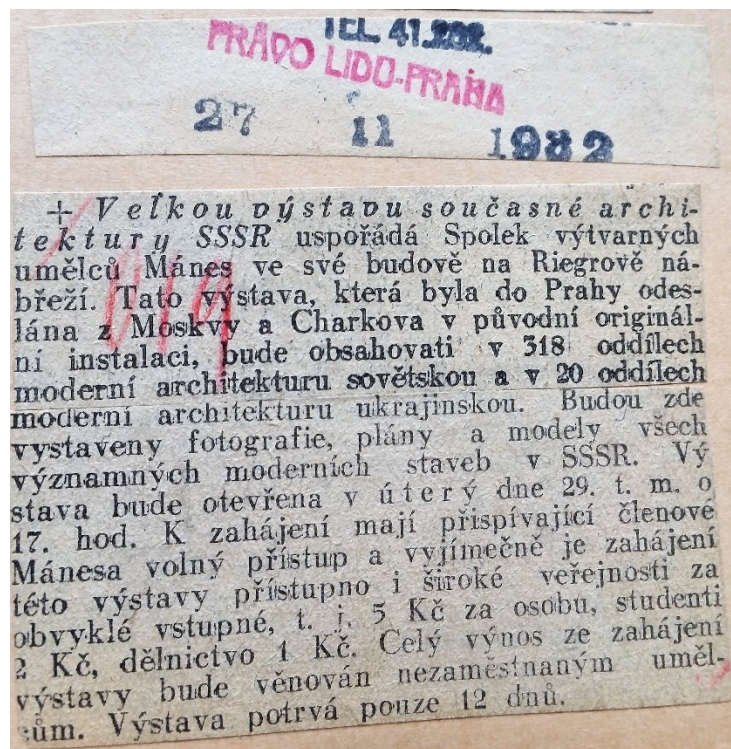 TEL. 41.202.
PRÁVO LIDU-PRAHA
27 11 1932
+ Velkou výstavu současné archi-
tektury SSSR uspořádá Spolek výtvarných
umělců Mánes ve své budově na Riegrově ná-
břeží. Tato výstava, která byla do Prahy odes-
lána z Moskvy a Charkova v původní originál-
ní instalaci, bude obsahovati v 318 oddílech
moderní architekturu sovětskou a v 20 oddílech
moderní architekturu ukrajinskou. Budou zde
vystaveny fotografie, plány a modely všech
významných moderních staveb v SSSR. Vý
stava bude otevřena v úterý dne 29. t. m. o
17. hod. K zahájení mají přispívající členové
Mánesa volný přístup a vyjímečně je zahájení
této výstavy přístupno i široké veřejnosti za
obvyklé vstupné, t. j. 5 Kč za osobu, studenti
2 Kč, dělnictvo 1 Kč. Celý výnos ze zahájení
výstavy bude věnován nezaměstnaným uměl-
cům. Výstava potrvá pouze 12 dnů.